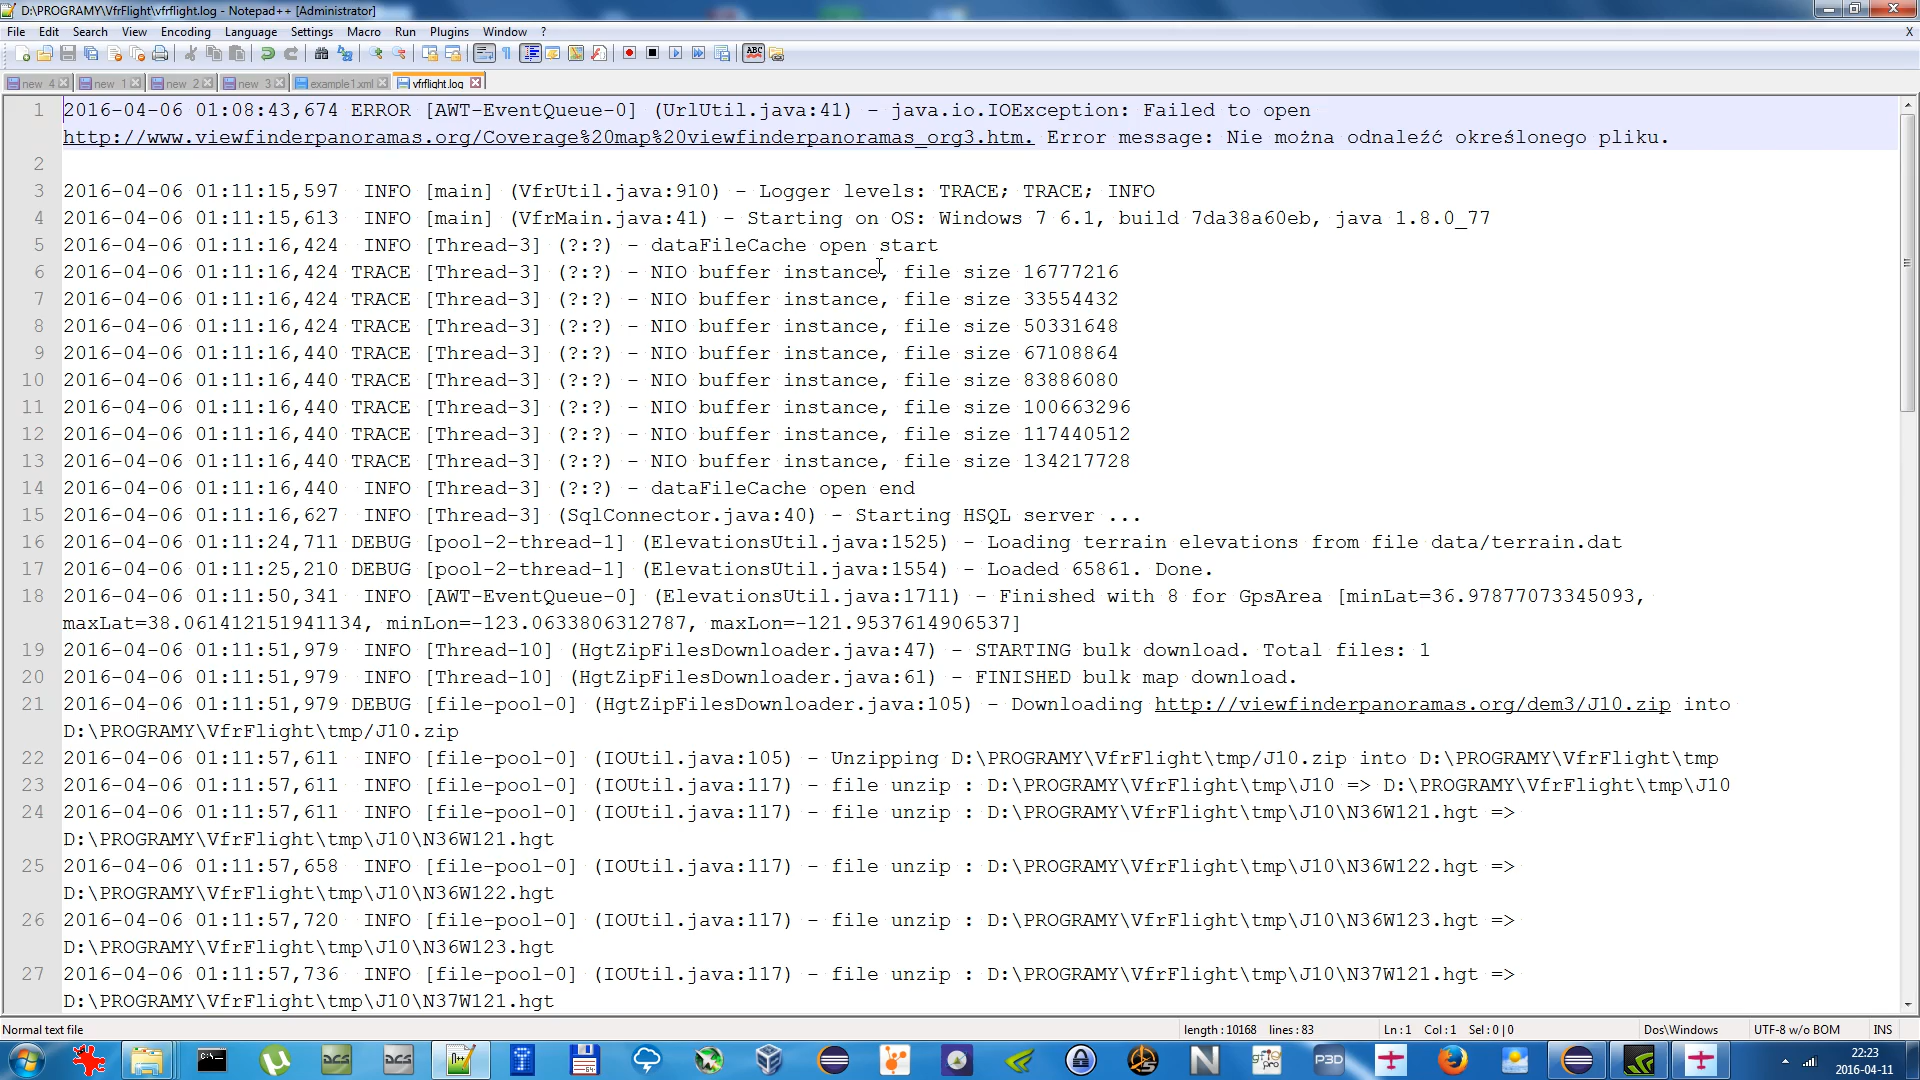 D:\PROGRAMY\VfrFlight\vfrflight.log - Notepad++ [Administrator]
File Edit Search View Encoding Language Settings Macro Run Plugins Window ? X
new 4 new 1 new 2 new 3 example1.xml vfrflight.log
1 2016-04-06 01:08:43,674 ERROR [AWT-EventQueue-0] (UrlUtil.java:41) - java.io.IOException: Failed to open
http://www.viewfinderpanoramas.org/Coverage%20map%20viewfinderpanoramas_org3.htm. Error message: Nie można odnaleźć określonego pliku.
2
3 2016-04-06 01:11:15,597 INFO [main] (VfrUtil.java:910) - Logger levels: TRACE; TRACE; INFO
4 2016-04-06 01:11:15,613 INFO [main] (VfrMain.java:41) - Starting on OS: Windows 7 6.1, build 7da38a60eb, java 1.8.0_77
5 2016-04-06 01:11:16,424 INFO [Thread-3] (?:?) - dataFileCache open start
6 2016-04-06 01:11:16,424 TRACE [Thread-3] (?:?) - NIO buffer instance, file size 16777216
7 2016-04-06 01:11:16,424 TRACE [Thread-3] (?:?) - NIO buffer instance, file size 33554432
8 2016-04-06 01:11:16,424 TRACE [Thread-3] (?:?) - NIO buffer instance, file size 50331648
9 2016-04-06 01:11:16,440 TRACE [Thread-3] (?:?) - NIO buffer instance, file size 67108864
10 2016-04-06 01:11:16,440 TRACE [Thread-3] (?:?) - NIO buffer instance, file size 83886080
11 2016-04-06 01:11:16,440 TRACE [Thread-3] (?:?) - NIO buffer instance, file size 100663296
12 2016-04-06 01:11:16,440 TRACE [Thread-3] (?:?) - NIO buffer instance, file size 117440512
13 2016-04-06 01:11:16,440 TRACE [Thread-3] (?:?) - NIO buffer instance, file size 134217728
14 2016-04-06 01:11:16,440 INFO [Thread-3] (?:?) - dataFileCache open end
15 2016-04-06 01:11:16,627 INFO [Thread-3] (SqlConnector.java:40) - Starting HSQL server ...
16 2016-04-06 01:11:24,711 DEBUG [pool-2-thread-1] (ElevationsUtil.java:1525) - Loading terrain elevations from file data/terrain.dat
17 2016-04-06 01:11:25,210 DEBUG [pool-2-thread-1] (ElevationsUtil.java:1554) - Loaded 65861. Done.
18 2016-04-06 01:11:50,341 INFO [AWT-EventQueue-0] (ElevationsUtil.java:1711) - Finished with 8 for GpsArea [minLat=36.97877073345093,
maxLat=38.061412151941134, minLon=-123.0633806312787, maxLon=-121.9537614906537]
19 2016-04-06 01:11:51,979 INFO [Thread-10] (HgtZipFilesDownloader.java:47) - STARTING bulk download. Total files: 1
20 2016-04-06 01:11:51,979 INFO [Thread-10] (HgtZipFilesDownloader.java:61) - FINISHED bulk map download.
21 2016-04-06 01:11:51,979 DEBUG [file-pool-0] (HgtZipFilesDownloader.java:105) - Downloading http://viewfinderpanoramas.org/dem3/J10.zip into
D:\PROGRAMY\VfrFlight\tmp/J10.zip
22 2016-04-06 01:11:57,611 INFO [file-pool-0] (IOUtil.java:105) - Unzipping D:\PROGRAMY\VfrFlight\tmp/J10.zip into D:\PROGRAMY\VfrFlight\tmp
23 2016-04-06 01:11:57,611 INFO [file-pool-0] (IOUtil.java:117) - file unzip : D:\PROGRAMY\VfrFlight\tmp\J10 => D:\PROGRAMY\VfrFlight\tmp\J10
24 2016-04-06 01:11:57,611 INFO [file-pool-0] (IOUtil.java:117) - file unzip : D:\PROGRAMY\VfrFlight\tmp\J10\N36W121.hgt =>
D:\PROGRAMY\VfrFlight\tmp\J10\N36W121.hgt
25 2016-04-06 01:11:57,658 INFO [file-pool-0] (IOUtil.java:117) - file unzip : D:\PROGRAMY\VfrFlight\tmp\J10\N36W122.hgt =>
D:\PROGRAMY\VfrFlight\tmp\J10\N36W122.hgt
26 2016-04-06 01:11:57,720 INFO [file-pool-0] (IOUtil.java:117) - file unzip : D:\PROGRAMY\VfrFlight\tmp\J10\N36W123.hgt =>
D:\PROGRAMY\VfrFlight\tmp\J10\N36W123.hgt
27 2016-04-06 01:11:57,736 INFO [file-pool-0] (IOUtil.java:117) - file unzip : D:\PROGRAMY\VfrFlight\tmp\J10\N37W121.hgt =>
D:\PROGRAMY\VfrFlight\tmp\J10\N37W121.hgt
Normal text file length : 10168 lines : 83 Ln : 1 Col : 1 Sel : 0 | 0 Dos\Windows UTF-8 w/o BOM INS
DCS DCS P3D 22:23
2016-04-11